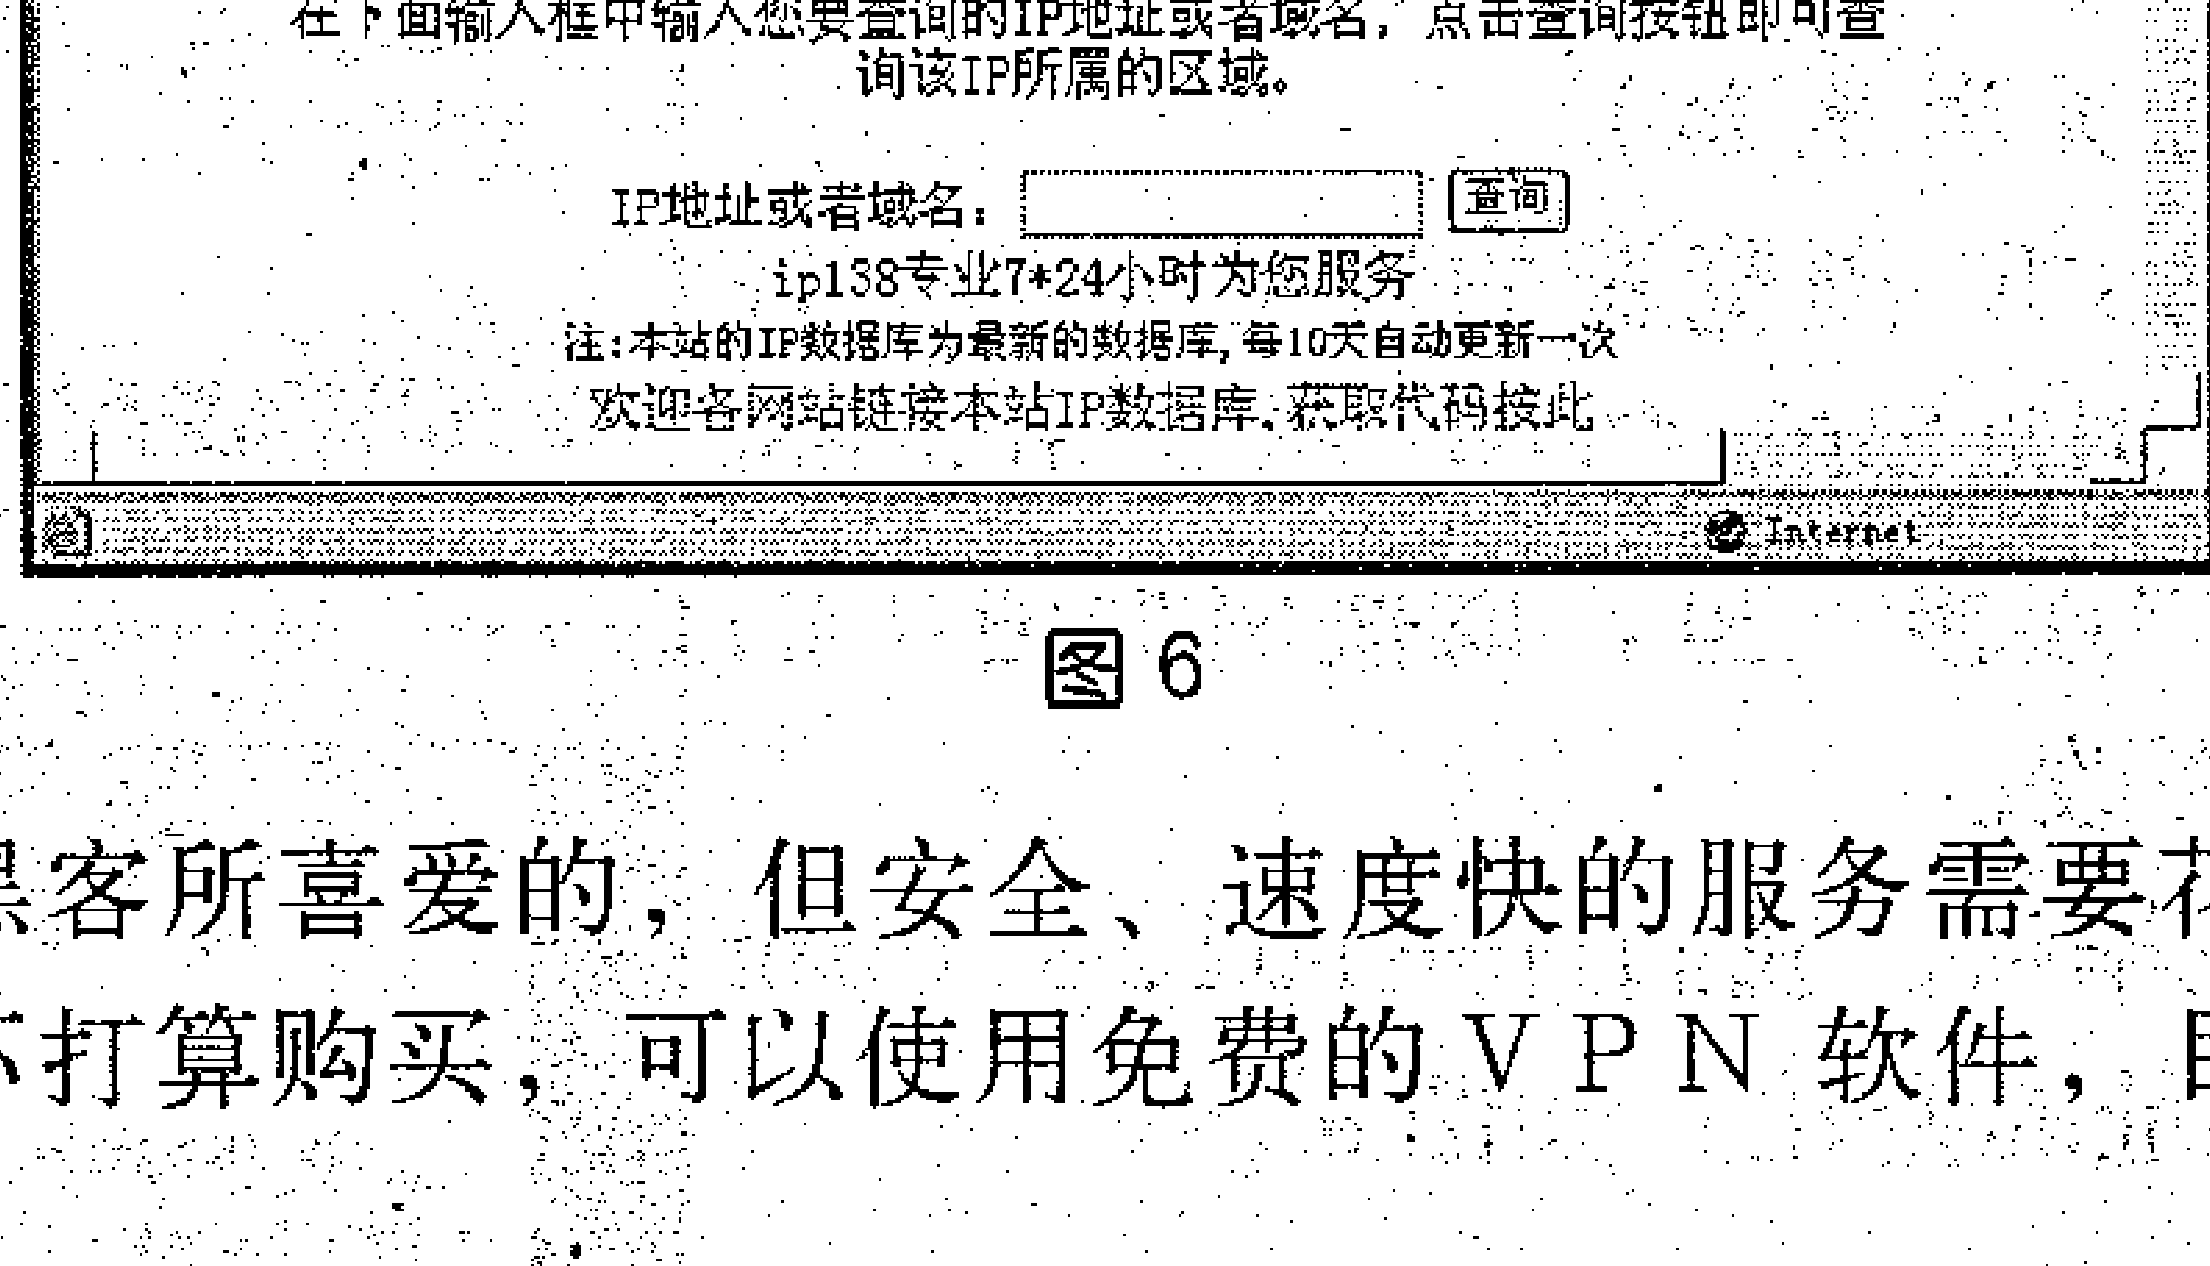 在下面输入框中输入您要查询的IP地址或者域名，点击查询按钮即可查
询该IP所属的区域。
IP地址或者域名： 查询
ip138专业7*24小时为您服务
注:本站的IP数据库为最新的数据库,每10天自动更新一次
欢迎各网站链接本站IP数据库.获取代码按此
Internet
图 6
黑客所喜爱的，但安全、速度快的服务需要花
不打算购买，可以使用免费的VPN软件，